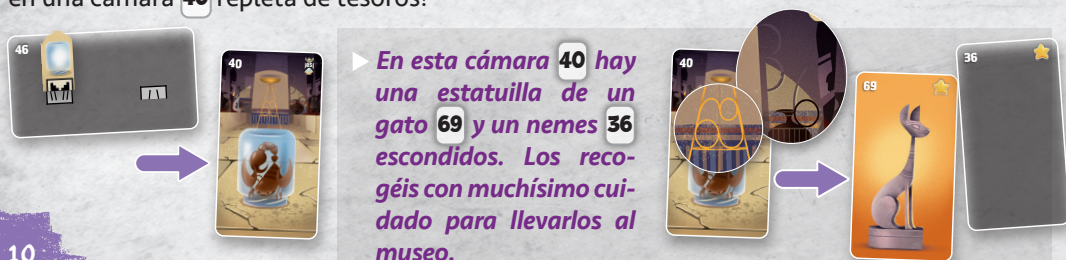 en una cámara 40 repleta de tesoros!
46
40
En esta cámara 40 hay
una estatuilla de un
gato 69 y un nemes 36
escondidos. Los reco-
géis con muchísimo cui-
dado para llevarlos al
museo.
40
69
36
10